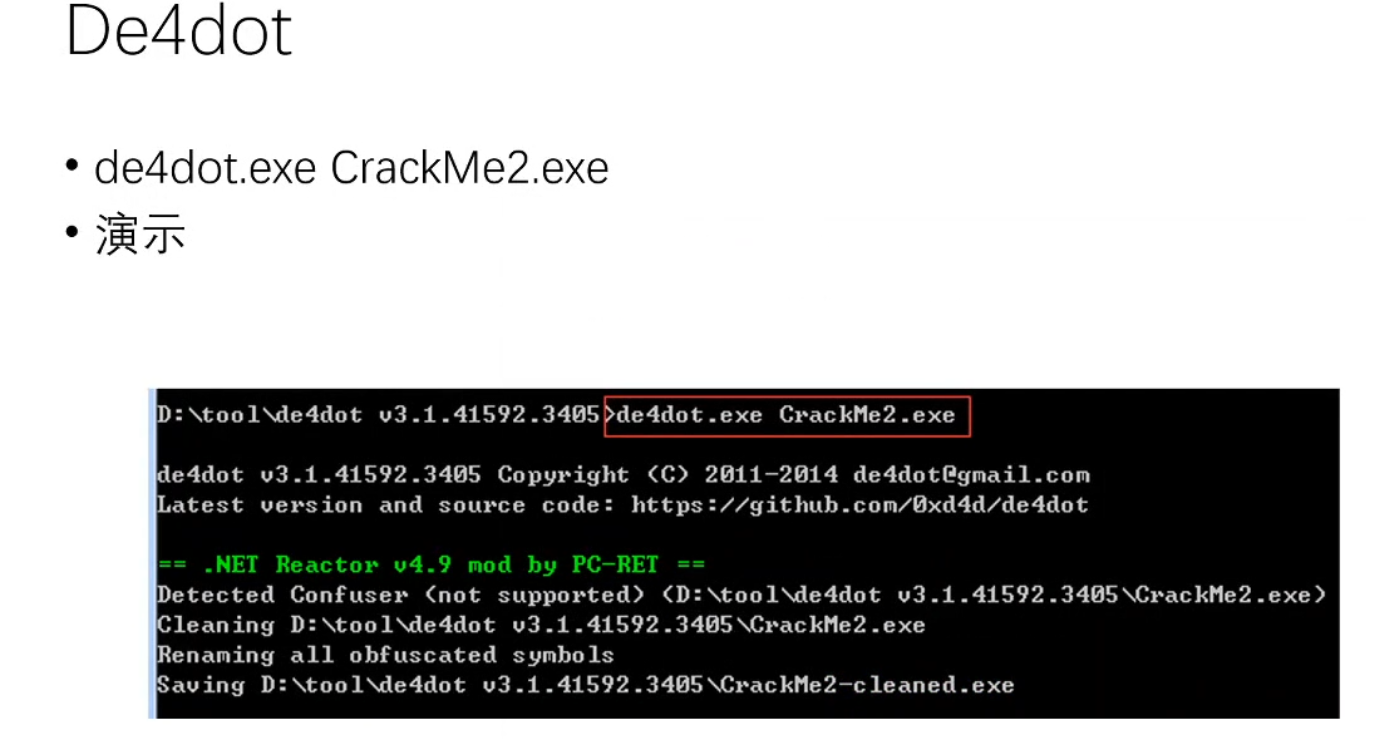 De4dot
• de4dot.exe CrackMe2.exe
• 演示
D:\tool\de4dot v3.1.41592.3405>de4dot.exe CrackMe2.exe
de4dot v3.1.41592.3405 Copyright (C) 2011-2014 de4dot@gmail.com
Latest version and source code: https://github.com/0xd4d/de4dot
== .NET Reactor v4.9 mod by PC-RET ==
Detected Confuser (not supported) (D:\tool\de4dot v3.1.41592.3405\CrackMe2.exe)
Cleaning D:\tool\de4dot v3.1.41592.3405\CrackMe2.exe
Renaming all obfuscated symbols
Saving D:\tool\de4dot v3.1.41592.3405\CrackMe2-cleaned.exe